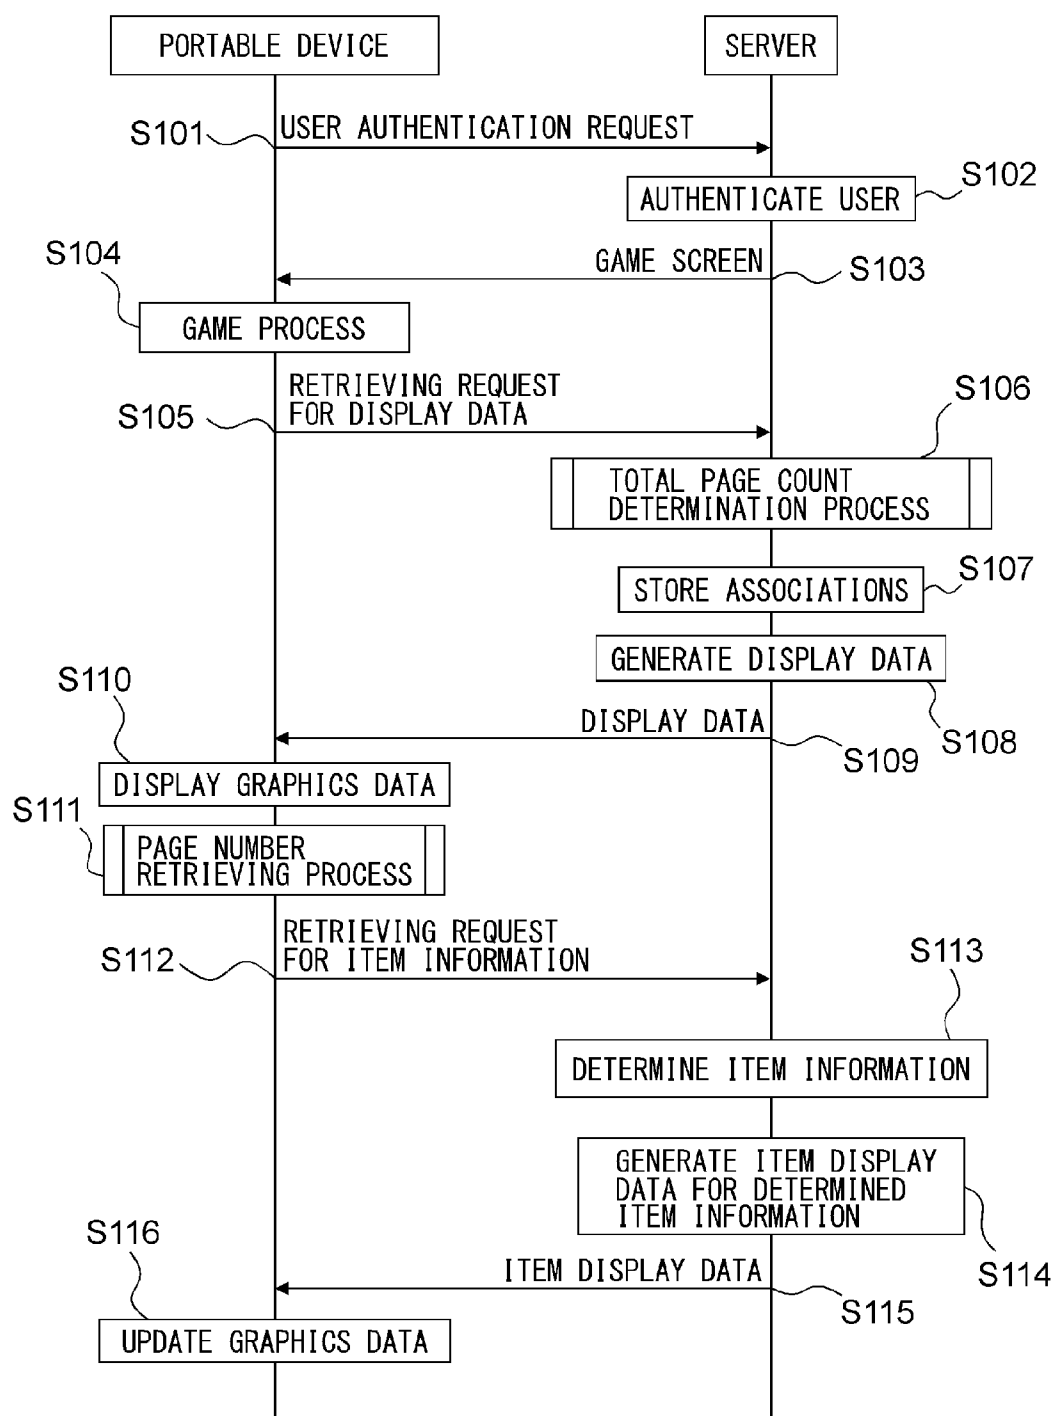 PORTABLE DEVICE
SERVER
S101
USER AUTHENTICATION REQUEST
S102
AUTHENTICATE USER
S104
GAME SCREEN
S103
GAME PROCESS
RETRIEVING REQUEST
FOR DISPLAY DATA
S105
S106
TOTAL PAGE COUNT
DETERMINATION PROCESS
S107
STORE ASSOCIATIONS
GENERATE DISPLAY DATA
S108
S110
DISPLAY DATA
S109
DISPLAY GRAPHICS DATA
S111
PAGE NUMBER
RETRIEVING PROCESS
RETRIEVING REQUEST
FOR ITEM INFORMATION
S112
S113
DETERMINE ITEM INFORMATION
GENERATE ITEM DISPLAY
DATA FOR DETERMINED
ITEM INFORMATION
S114
S116
ITEM DISPLAY DATA
S115
UPDATE GRAPHICS DATA